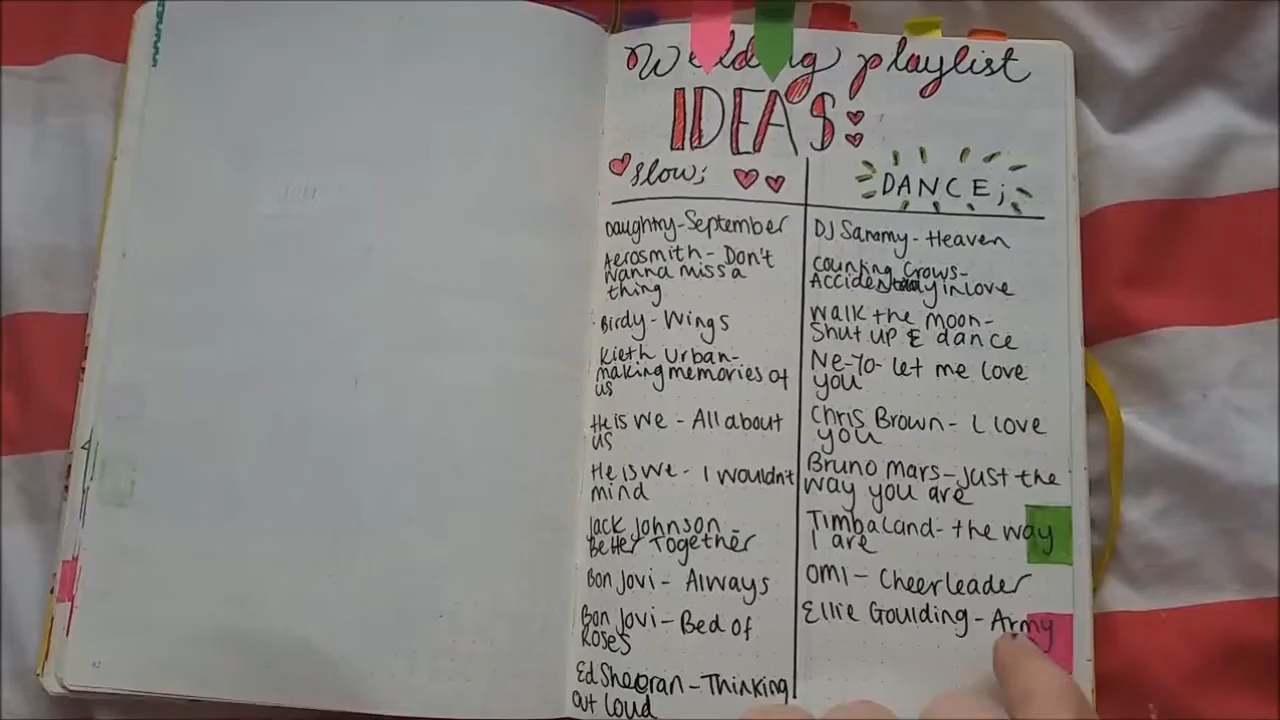 Wedding playlist
IDEAS:
slow;
Daughtry-September
Aerosmith - Don't
wanna miss a
thing
Birdy - Wings
Kieth Urban-
making memories of
us
He is we - All about
us
He is we - I wouldn't
mind
Jack Johnson -
Better Together
Bon Jovi - Always
Bon Jovi - Bed of
Roses
Ed Sheeran - Thinking
out loud
DANCE;
DJ Sammy - Heaven
Counting Crows-
in love
Walk the moon-
Shut up & dance
Ne-Yo- let me love
you
Chris Brown - I love
you
Bruno mars-just the
way you are
Timbaland- the way
I are
OMI - Cheerleader
Ellie Goulding - Army
42